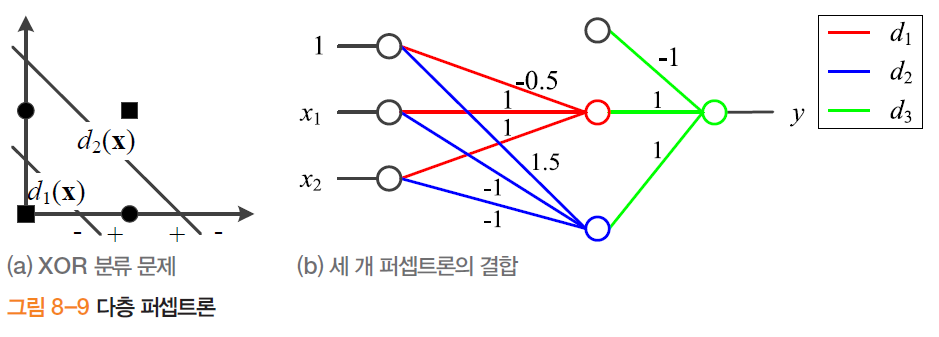 d₂(x)
d₁(x)
- + + -
(a) XOR 분류 문제
1
x₁
x₂
-0.5
1
1
1.5
-1
-1
-1
1
1
y
d₁
d₂
d₃
(b) 세 개 퍼셉트론의 결합
그림 8–9 다층 퍼셉트론